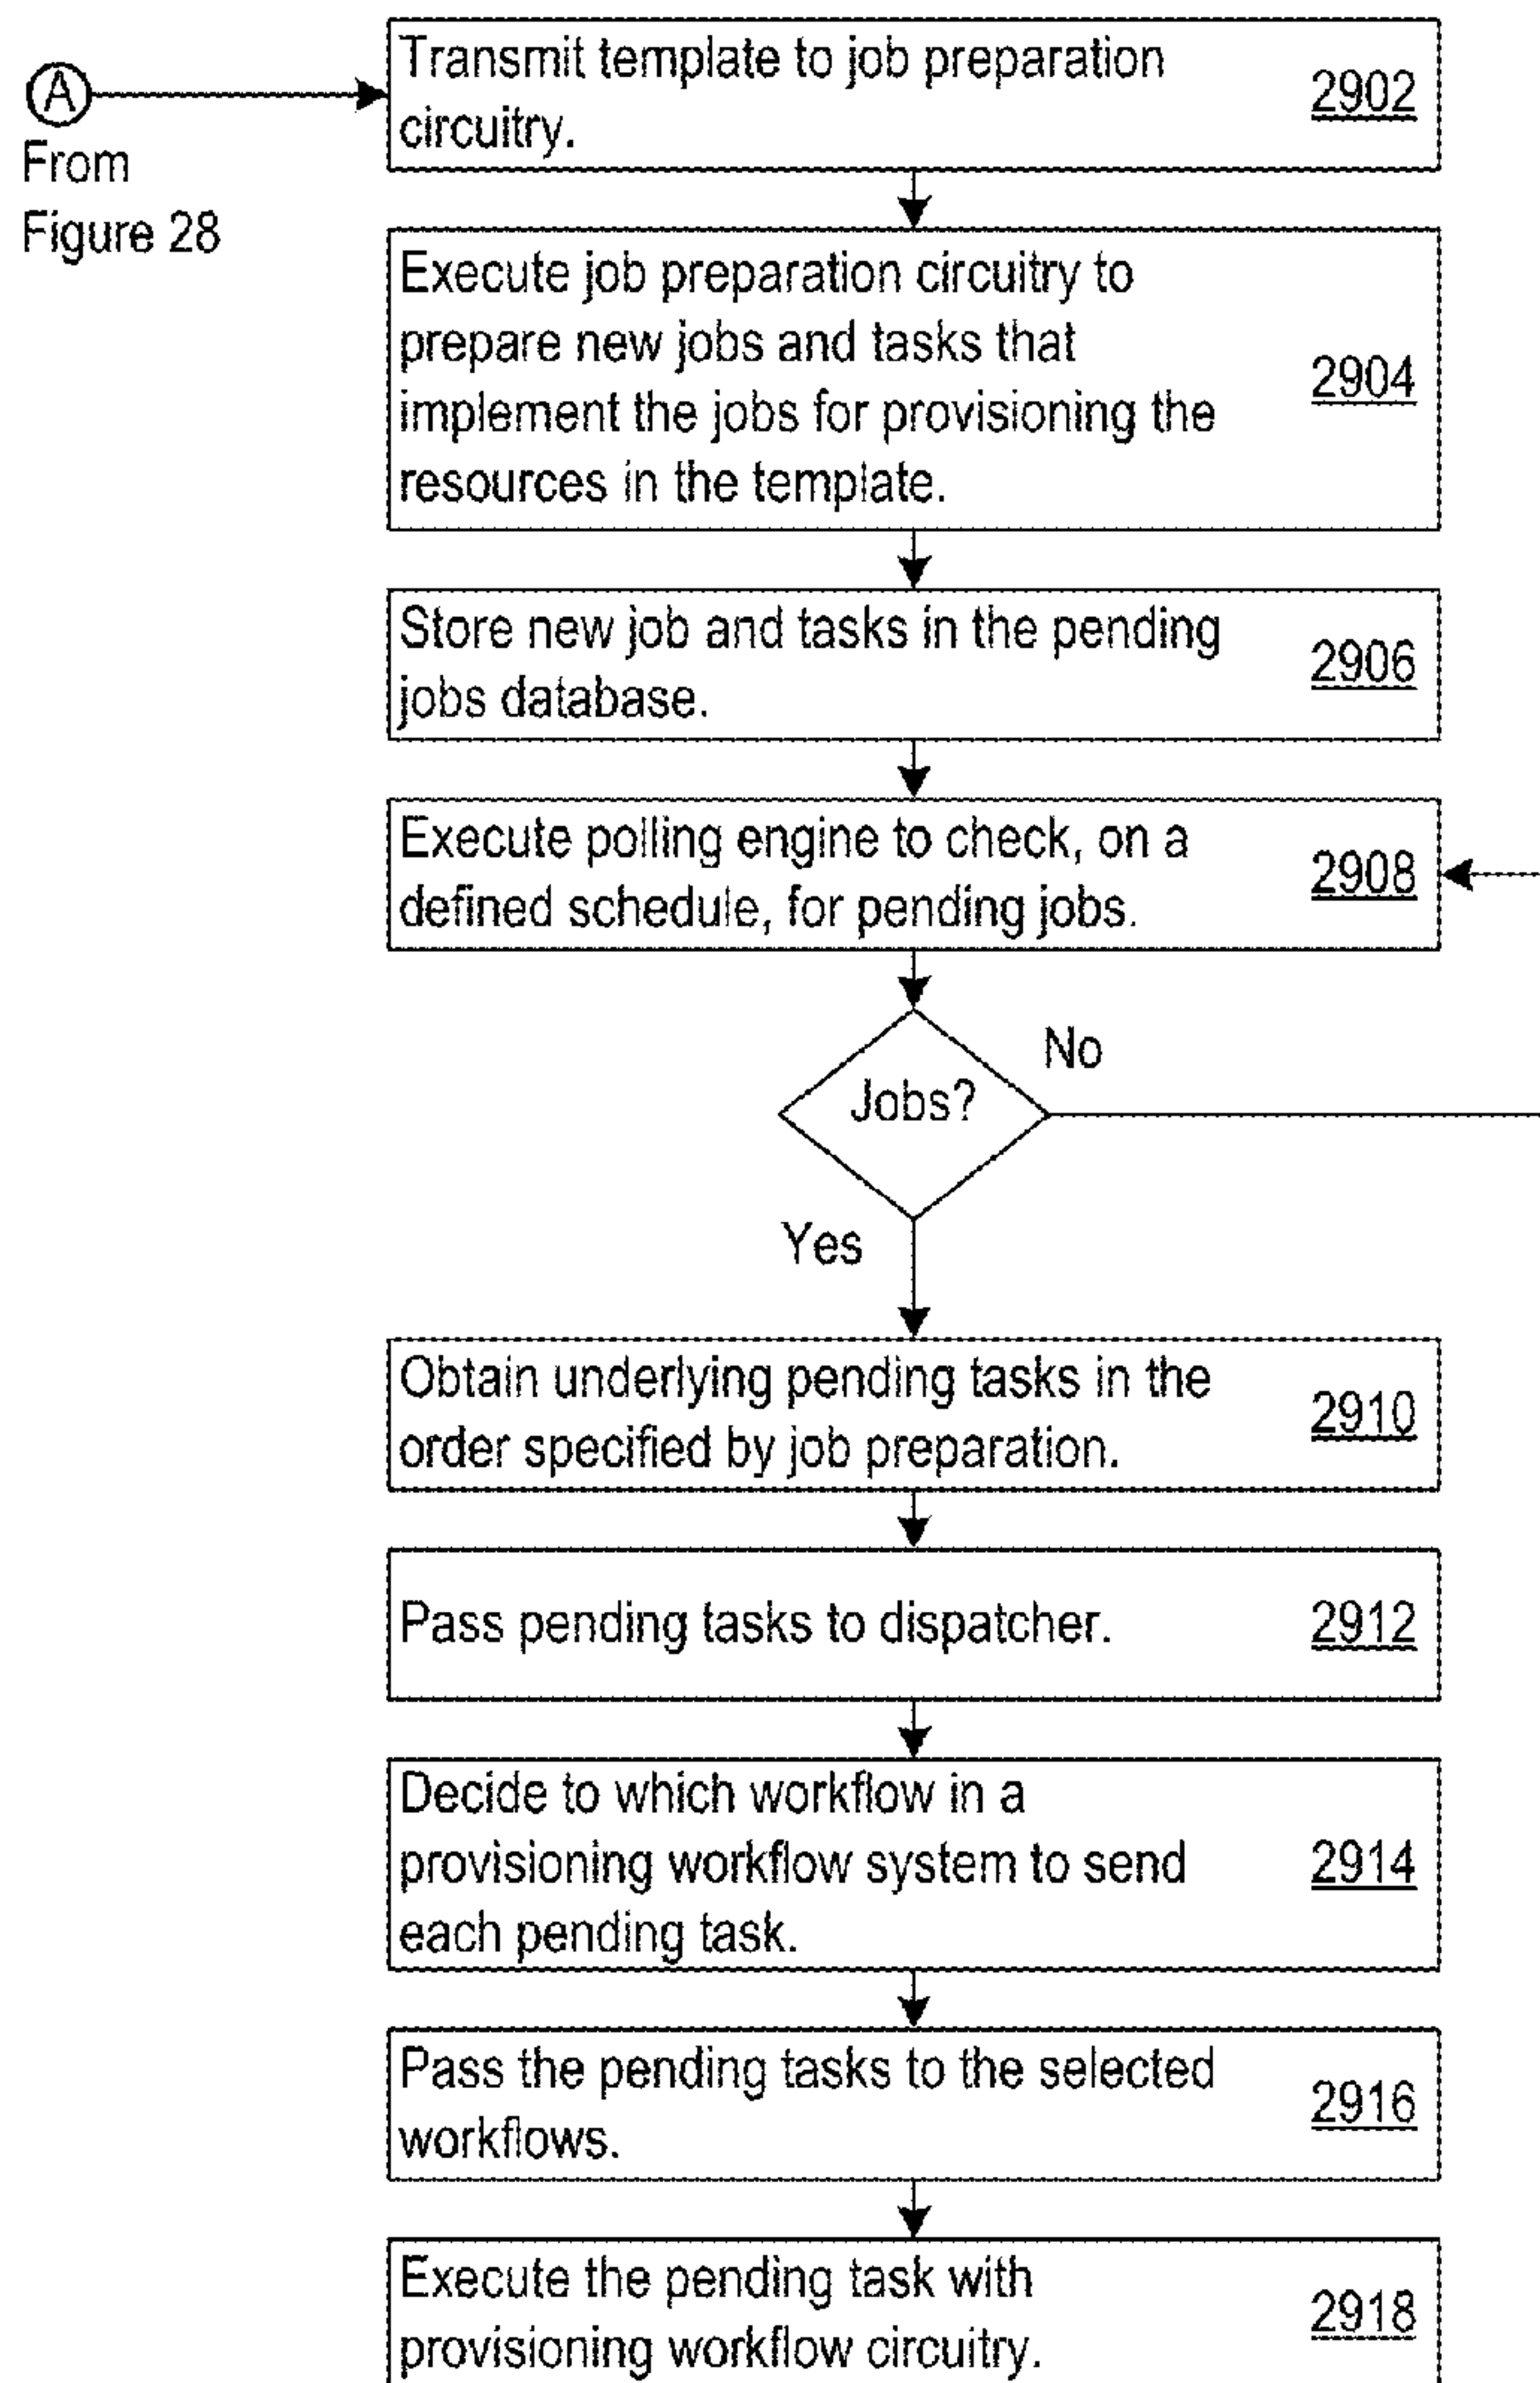 Transmit template to job preparation
circuitry.
2902
A
From
Figure 28
Execute job preparation circuitry to
prepare new jobs and tasks that
implement the jobs for provisioning the
resources in the template.
2904
Store new job and tasks in the pending
jobs database.
2906
Execute polling engine to check, on a
defined schedule, for pending jobs.
2908
No
Jobs?
Yes
Obtain underlying pending tasks in the
order specified by job preparation.
2910
Pass pending tasks to dispatcher.
2912
Decide to which workflow in a
provisioning workflow system to send
each pending task.
2914
Pass the pending tasks to the selected
workflows.
2916
Execute the pending task with
provisioning workflow circuitry.
2918